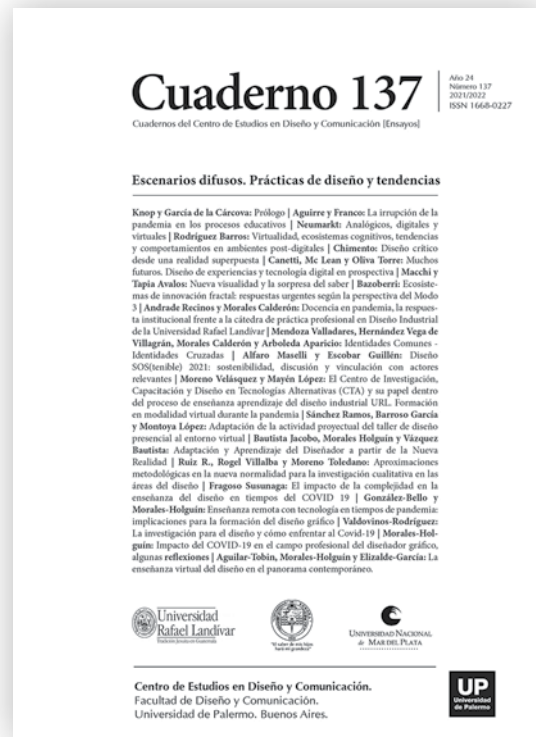 Cuaderno 137
Año 24
Número 137
2021/2022
ISSN 1668-0227
Cuadernos del Centro de Estudios en Diseño y Comunicación [Ensayos]
Escenarios difusos. Prácticas de diseño y tendencias
Knop y García de la Cárcova: Prólogo | Aguirre y Franco: La irrupción de la
pandemia en los procesos educativos | Neumarkt: Analógicos, digitales y
virtuales | Rodríguez Barros: Virtualidad, ecosistemas cognitivos, tendencias
y comportamientos en ambientes post-digitales | Chimento: Diseño crítico
desde una realidad superpuesta | Canetti, Mc Lean y Oliva Torre: Muchos
futuros. Diseño de experiencias y tecnología digital en prospectiva | Macchi y
Tapia Avalos: Nueva visualidad y la sorpresa del saber | Bazoberri: Ecosiste-
mas de innovación fractal: respuestas urgentes según la perspectiva del Modo
3 | Andrade Recinos y Morales Calderón: Docencia en pandemia, la respues-
ta institucional frente a la cátedra de práctica profesional en Diseño Industrial
de la Universidad Rafael Landívar | Mendoza Valladares, Hernández Vega de
Villagrán, Morales Calderón y Arboleda Aparicio: Identidades Comunes -
Identidades Cruzadas | Alfaro Maselli y Escobar Guillén: Diseño
SOS(tenible) 2021: sostenibilidad, discusión y vinculación con actores
relevantes | Moreno Velásquez y Mayén López: El Centro de Investigación,
Capacitación y Diseño en Tecnologías Alternativas (CTA) y su papel dentro
del proceso de enseñanza aprendizaje del diseño industrial URL. Formación
en modalidad virtual durante la pandemia | Sánchez Ramos, Barroso García
y Montoya López: Adaptación de la actividad proyectual del taller de diseño
presencial al entorno virtual | Bautista Jacobo, Morales Holguín y Vázquez
Bautista: Adaptación y Aprendizaje del Diseñador a partir de la Nueva
Realidad | Ruiz R., Rogel Villalba y Moreno Toledano: Aproximaciones
metodológicas en la nueva normalidad para la investigación cualitativa en las
áreas del diseño | Fragoso Susunaga: El impacto de la complejidad en la
enseñanza del diseño en tiempos del COVID 19 | González-Bello y
Morales-Holguín: Enseñanza remota con tecnología en tiempos de pandemia:
implicaciones para la formación del diseño gráfico | Valdovinos-Rodríguez:
La investigación para el diseño y cómo enfrentar al Covid-19 | Morales-Hol-
guín: Impacto del COVID-19 en el campo profesional del diseñador gráfico,
algunas reflexiones | Aguilar-Tobin, Morales-Holguín y Elizalde-García: La
enseñanza virtual del diseño en el panorama contemporáneo.
Universidad
Rafael Landívar
Tradición Jesuita en Guatemala
"El saber de mis hijos
hará mi grandeza"
UNIVERSIDAD NACIONAL
DE MAR DEL PLATA
Centro de Estudios en Diseño y Comunicación.
Facultad de Diseño y Comunicación.
Universidad de Palermo. Buenos Aires.
UP
Universidad
de Palermo